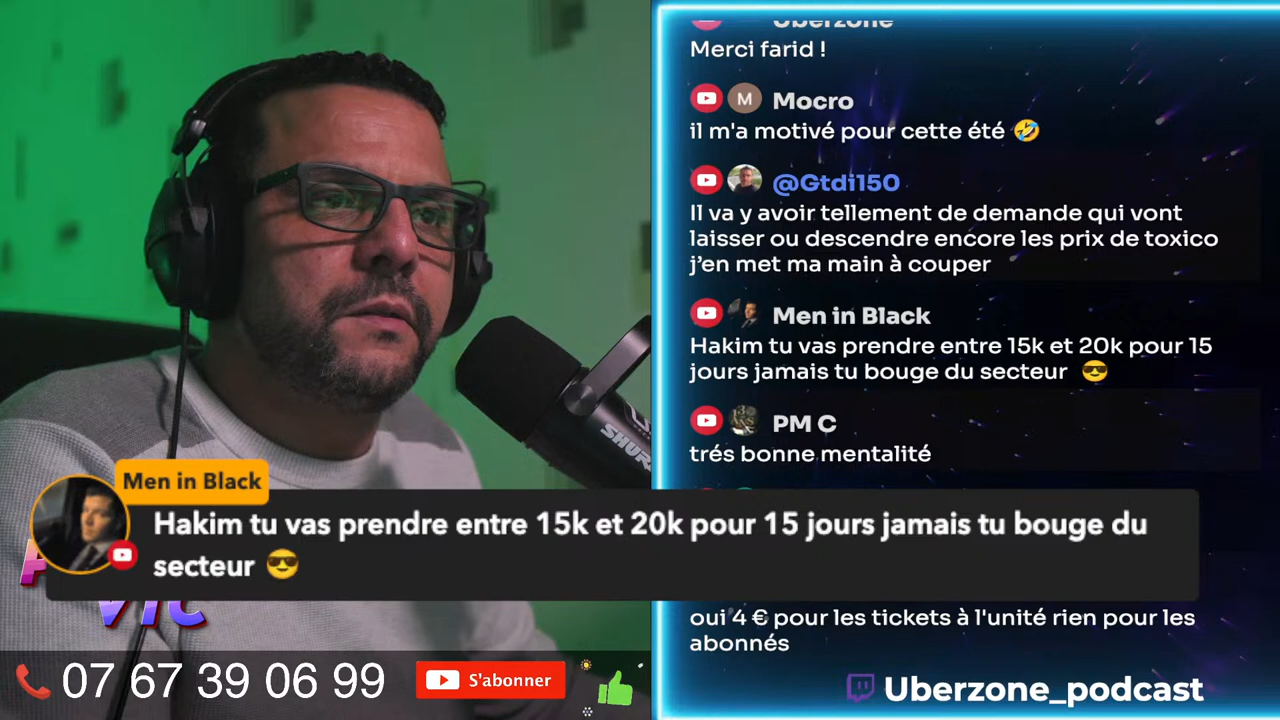 Uberzone
Merci farid !
M
Mocro
il m'a motivé pour cette été 🤣
@Gtdi150
Il va y avoir tellement de demande qui vont
laisser ou descendre encore les prix de toxico
j'en met ma main à couper
Men in Black
Hakim tu vas prendre entre 15k et 20k pour 15
jours jamais tu bouge du secteur 😎
PM C
trés bonne mentalité
SHURE
Men in Black
Hakim tu vas prendre entre 15k et 20k pour 15 jours jamais tu bouge du
secteur 😎
oui 4 € pour les tickets à l'unité rien pour les
abonnés
07 67 39 06 99
S'abonner
Uberzone_podcast